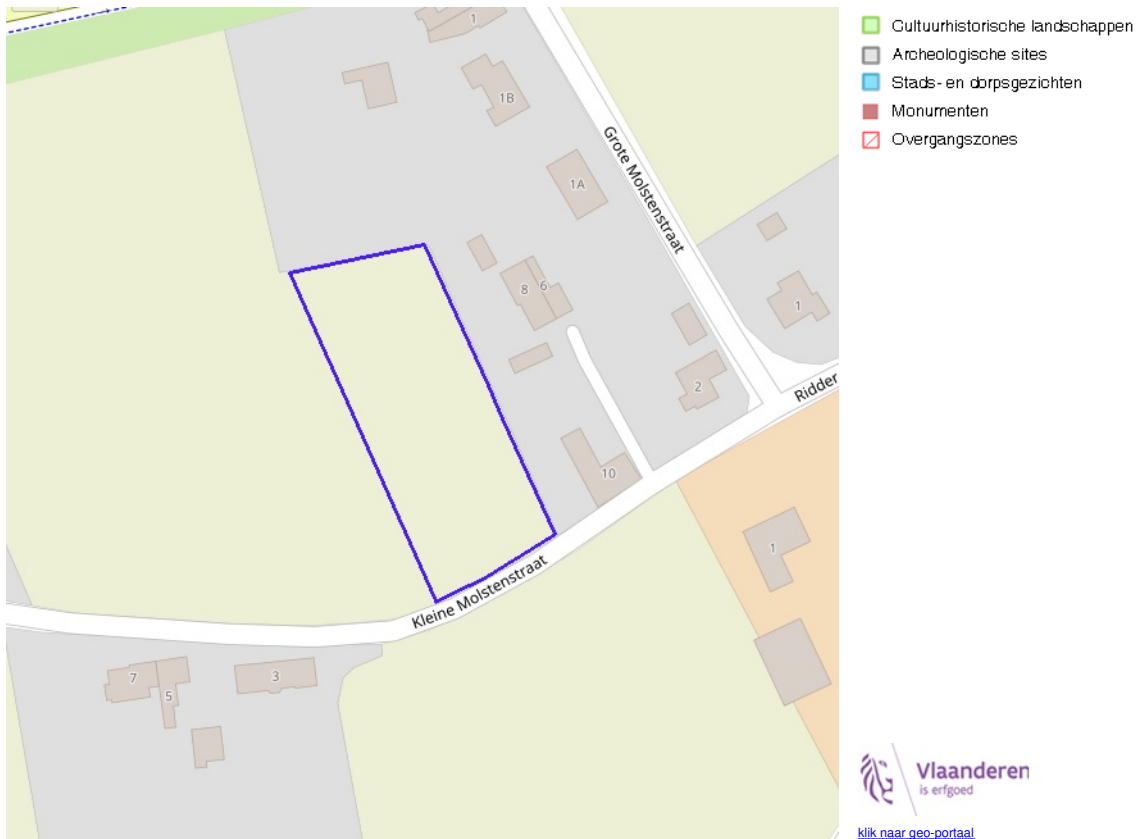 1
1B
Grote Molstenstraat
1A
8
6
1
2
Ridder
10
1
Kleine Molstenstraat
7
5
3
Cultuurhistorische landschappen
Archeologische sites
Stads- en dorpsgezichten
Monumenten
Overgangszones
Vlaanderen
is erfgoed
klik naar geo-portaal